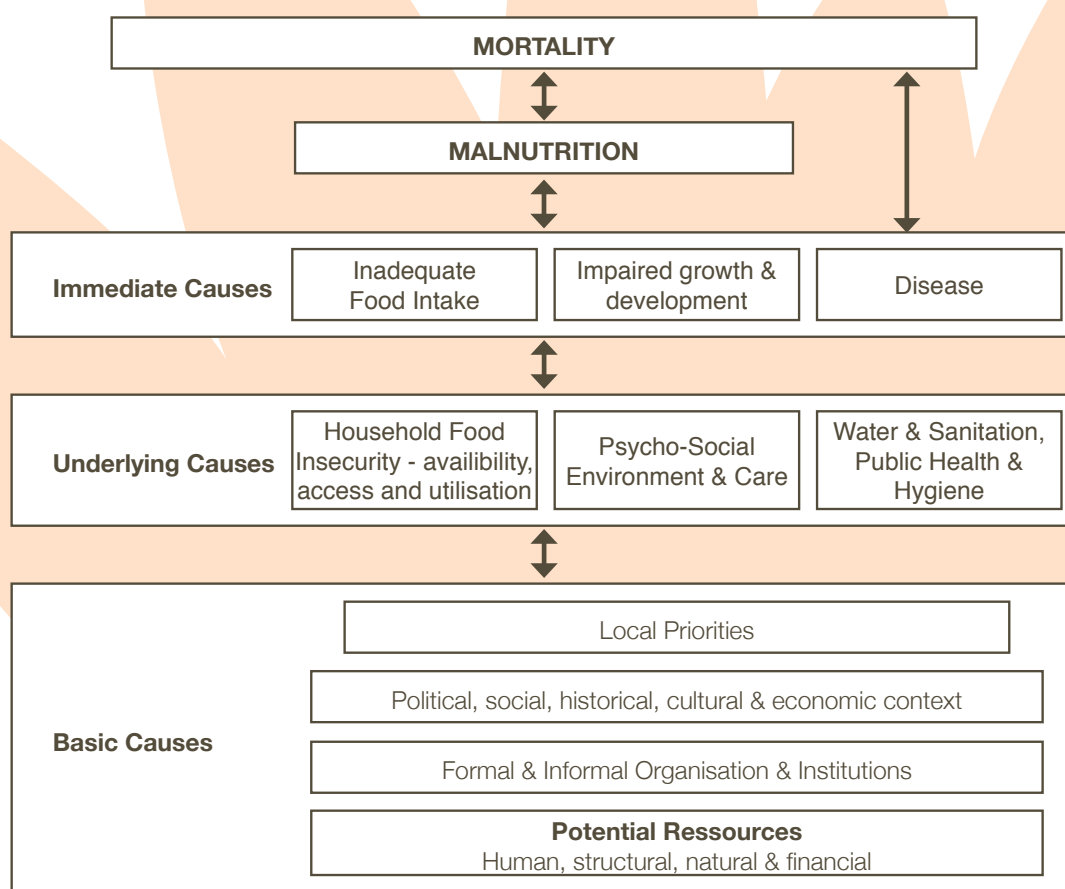 MORTALITY
MALNUTRITION
Immediate Causes
Inadequate
Food Intake
Impaired growth &
development
Disease
Underlying Causes
Household Food
Insecurity - availibility,
access and utilisation
Psycho-Social
Environment & Care
Water & Sanitation,
Public Health &
Hygiene
Basic Causes
Local Priorities
Political, social, historical, cultural & economic context
Formal & Informal Organisation & Institutions
Potential Ressources
Human, structural, natural & financial